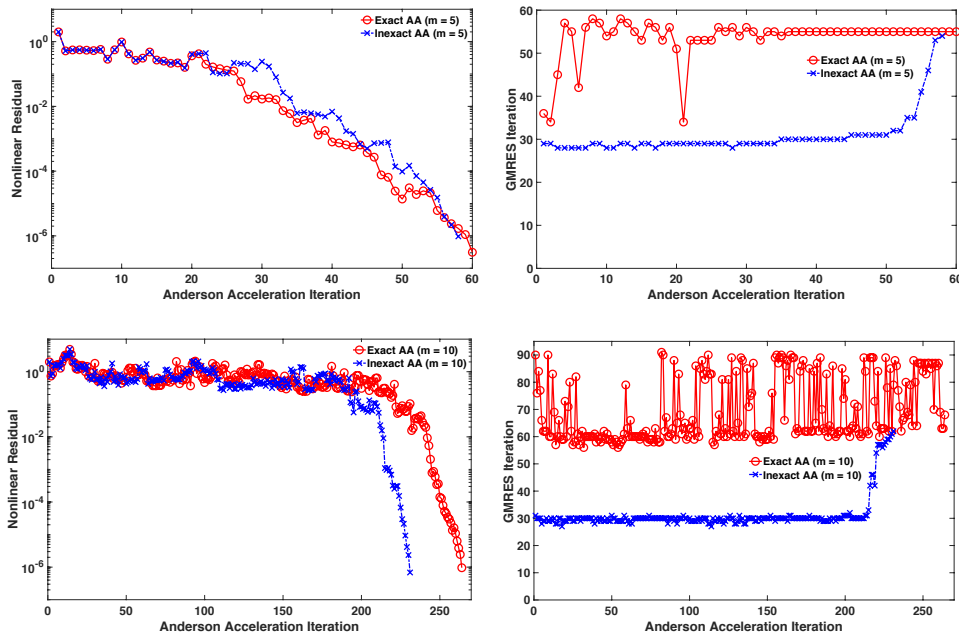 Exact AA (m = 5)
Inexact AA (m = 5)
10^0
10^-2
10^-4
10^-6
Nonlinear Residual
0 10 20 30 40 50 60
Anderson Acceleration Iteration
Exact AA (m = 5)
Inexact AA (m = 5)
60
50
40
30
20
10
0
GMRES Iteration
0 10 20 30 40 50 60
Anderson Acceleration Iteration
Exact AA (m = 10)
Inexact AA (m = 10)
10^0
10^-2
10^-4
10^-6
Nonlinear Residual
0 50 100 150 200 250
Anderson Acceleration Iteration
Exact AA (m = 10)
Inexact AA (m = 10)
90
80
70
60
50
40
30
20
10
0
GMRES Iteration
0 50 100 150 200 250
Anderson Acceleration Iteration